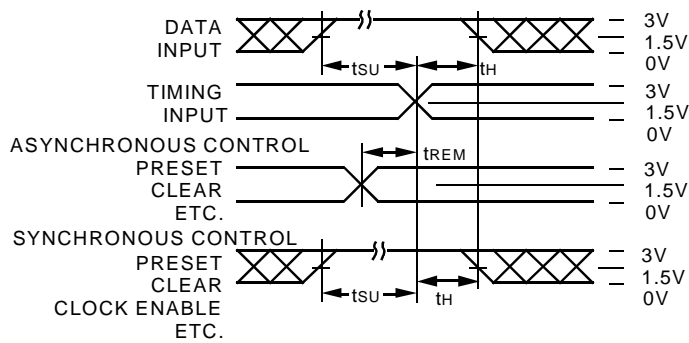 DATA
INPUT
3V
1.5V
0V
tSU
tH
TIMING
INPUT
3V
1.5V
0V
ASYNCHRONOUS CONTROL
PRESET
CLEAR
ETC.
tREM
3V
1.5V
0V
SYNCHRONOUS CONTROL
PRESET
CLEAR
CLOCK ENABLE
ETC.
tSU
tH
3V
1.5V
0V